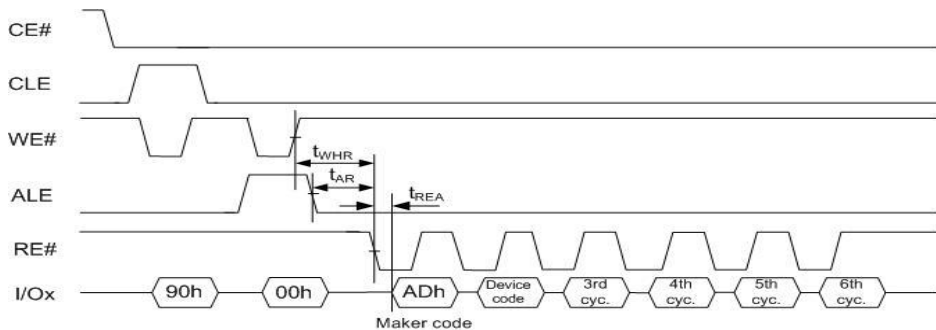 CE#
CLE
WE#
tWHR
tAR
ALE
tREA
RE#
I/Ox
90h
00h
ADh
Device code
3rd cyc.
4th cyc.
5th cyc.
6th cyc.
Maker code